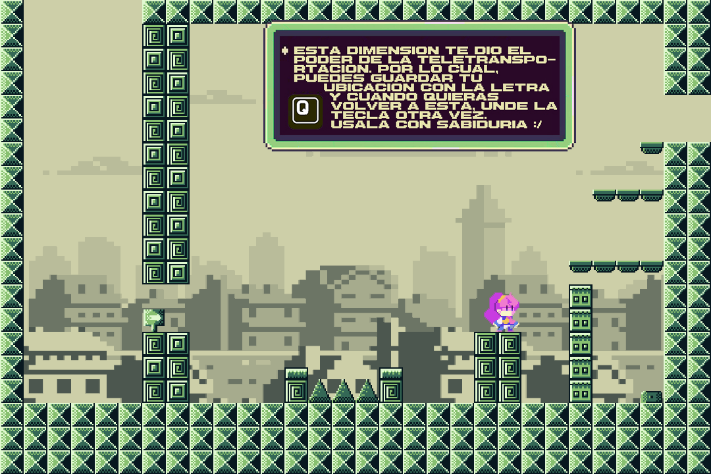 ESTA DIMENSION TE DIO EL
PODER DE LA TELETRANSPO-
RTACION. POR LO CUAL,
PUEDES GUARDAR TU
UBICACION CON LA LETRA
Q
Y CUANDO QUIERAS
VOLVER A ESTA, UNDE LA
TECLA OTRA VEZ.
USALA CON SABIDURIA :/